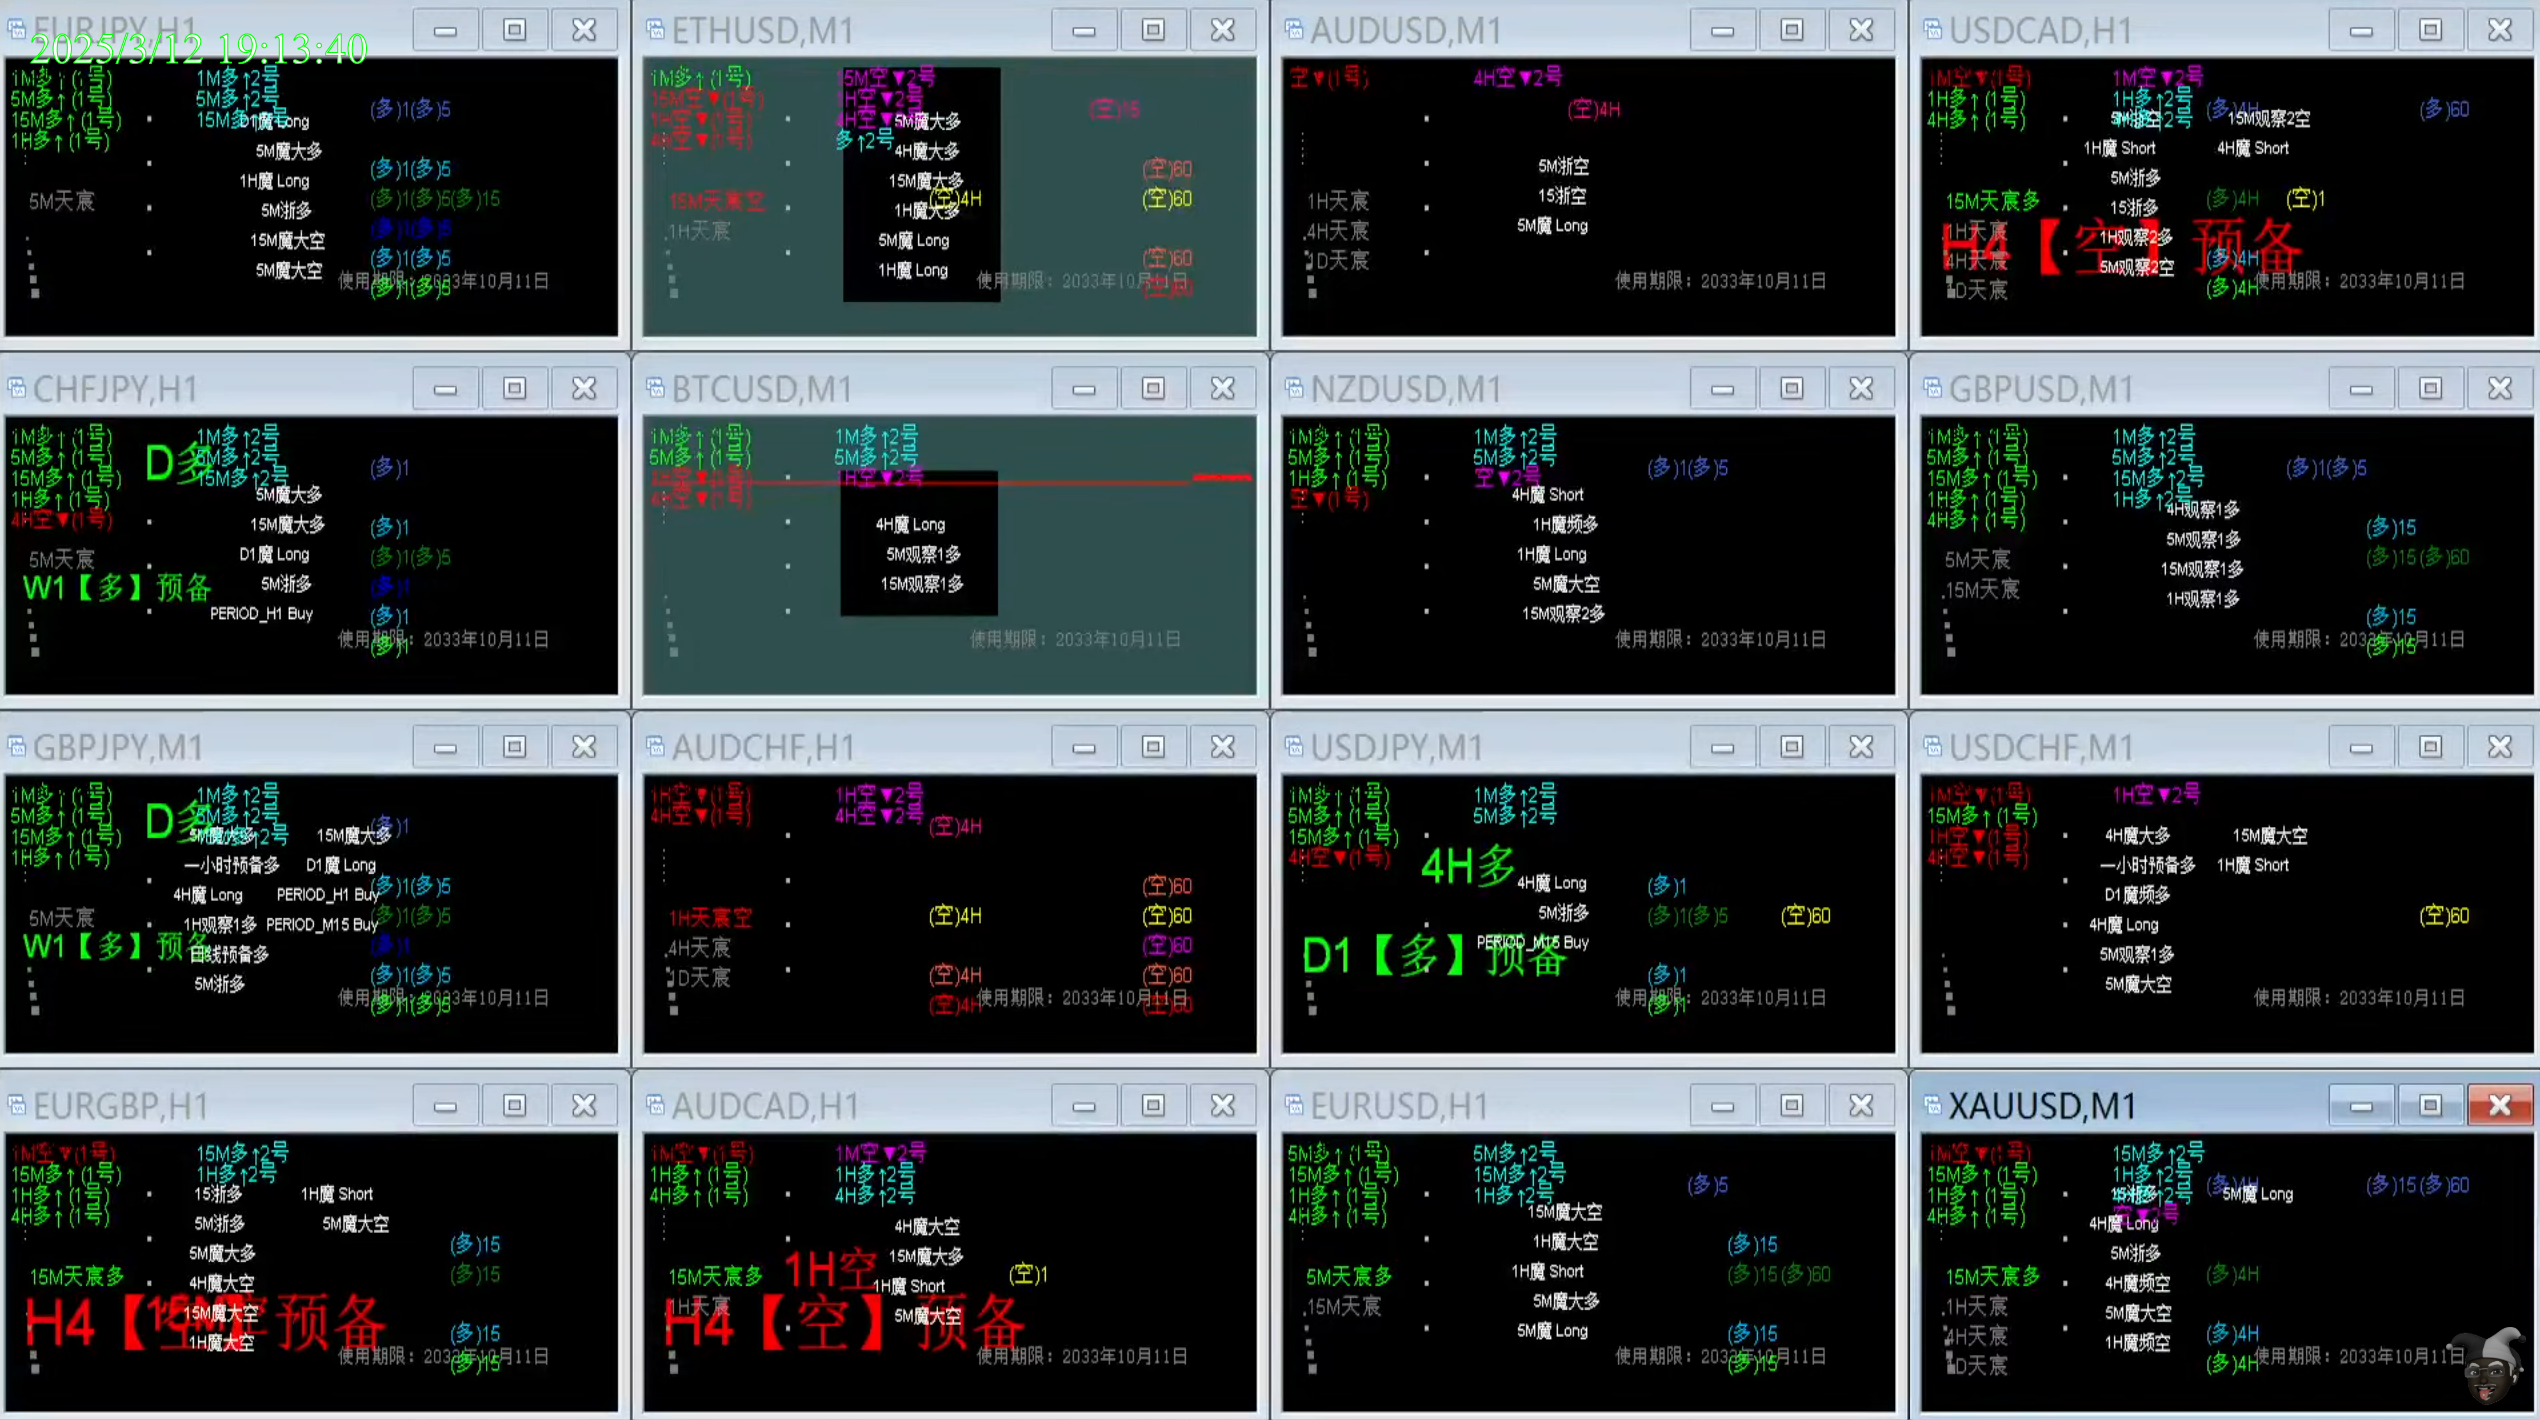 EURJPY,H1
2025/3/12 19:13:40
1M多↑(1号)
5M多↑(1号)
15M多↑(1号)
1H多↑(1号)
1M多↑2号
5M多↑2号
15M多↑2号
D1魔 Long
5M魔大多
1H魔 Long
5M浙多
15M魔大空
5M魔大空
5M天宸
(多)1(多)5
(多)1(多)5
(多)1(多)5(多)15
(多)1(多)5
(多)1(多)5
(多)1(多)5
使用期限：2033年10月11日
ETHUSD,M1
1M多↑(1号)
15M空▼(1号)
1H空▼(1号)
4H空▼(1号)
15M空▼2号
1H空▼2号
4H空▼2号
多↑2号
5M魔大多
4H魔大多
15M魔大多
1H魔大多
5M魔 Long
1H魔 Long
15M天宸空
1H天宸
(空)15
(空)60
(空)4H
(空)60
(空)60
(空)60
使用期限：2033年10月11日
AUDUSD,M1
空▼(1号)
4H空▼2号
(空)4H
5M浙空
15浙空
5M魔 Long
1H天宸
4H天宸
1D天宸
使用期限：2033年10月11日
USDCAD,H1
1M空▼(1号)
1H多↑(1号)
4H多↑(1号)
1M空▼2号
1H多↑2号
4H多↑2号
(多)4H
(多)60
5M浙空
15M观察2空
1H魔 Short
4H魔 Short
5M浙多
15浙多
1H观察2多
5M观察2空
15M天宸多
1H天宸
4H天宸
1D天宸
H4【空】预备
(多)4H
(空)1
(多)4H
(多)4H
使用期限：2033年10月11日
CHFJPY,H1
1M多↑(1号)
5M多↑(1号)
15M多↑(1号)
1H多↑(1号)
4H空▼(1号)
D多
1M多↑2号
5M多↑2号
15M多↑2号
5M魔大多
15M魔大多
D1魔 Long
5M浙多
PERIOD_H1 Buy
5M天宸
W1【多】预备
(多)1
(多)1
(多)1(多)5
(多)1
(多)1
(多)1
使用期限：2033年10月11日
BTCUSD,M1
1M多↑(1号)
5M多↑(1号)
1H空▼(1号)
4H空▼(1号)
1M多↑2号
5M多↑2号
1H空▼2号
4H魔 Long
5M观察1多
15M观察1多
使用期限：2033年10月11日
NZDUSD,M1
1M多↑(1号)
5M多↑(1号)
1H多↑(1号)
空▼(1号)
1M多↑2号
5M多↑2号
空▼2号
(多)1(多)5
4H魔 Short
1H魔频多
1H魔 Long
5M魔大空
15M观察2多
使用期限：2033年10月11日
GBPUSD,M1
1M多↑(1号)
5M多↑(1号)
15M多↑(1号)
1H多↑(1号)
4H多↑(1号)
1M多↑2号
5M多↑2号
15M多↑2号
1H多↑2号
(多)1(多)5
4H观察1多
5M观察1多
15M观察1多
1H观察1多
5M天宸
15M天宸
(多)15
(多)15(多)60
(多)15
(多)15
使用期限：2033年10月11日
GBPJPY,M1
1M多↑(1号)
5M多↑(1号)
15M多↑(1号)
1H多↑(1号)
D多
1M多↑2号
5M多↑2号
15M多↑2号
5M魔大多
15M魔大多
一小时预备多
D1魔 Long
4H魔 Long
PERIOD_H1 Buy
1H观察1多
PERIOD_M15 Buy
日线预备多
5M浙多
5M天宸
W1【多】预备
(多)1
(多)1(多)5
(多)1(多)5
(多)1
(多)1(多)5
(多)1(多)5
使用期限：2033年10月11日
AUDCHF,H1
1H空▼(1号)
4H空▼(1号)
1H空▼2号
4H空▼2号
(空)4H
1H天宸空
4H天宸
1D天宸
(空)60
(空)4H
(空)60
(空)60
(空)4H
(空)60
(空)4H
(空)60
使用期限：2033年10月11日
USDJPY,M1
1M多↑(1号)
5M多↑(1号)
15M多↑(1号)
4H空▼(1号)
1M多↑2号
5M多↑2号
4H多
4H魔 Long
5M浙多
PERIOD_M15 Buy
D1【多】预备
(多)1
(多)1(多)5
(空)60
(多)1
(多)1
使用期限：2033年10月11日
USDCHF,M1
1M空▼(1号)
15M多↑(1号)
1H空▼(1号)
4H空▼(1号)
1H空▼2号
4H魔大多
15M魔大空
一小时预备多
1H魔 Short
D1魔频多
4H魔 Long
5M观察1多
5M魔大空
(空)60
使用期限：2033年10月11日
EURGBP,H1
1M空▼(1号)
15M多↑(1号)
1H多↑(1号)
4H多↑(1号)
15M多↑2号
1H多↑2号
15浙多
1H魔 Short
5M浙多
5M魔大空
5M魔大多
4H魔大空
15M魔大空
1H魔大空
15M天宸多
H4【空】预备
(多)15
(多)15
(多)15
(多)15
使用期限：2033年10月11日
AUDCAD,H1
1M空▼(1号)
1H多↑(1号)
4H多↑(1号)
1M空▼2号
1H多↑2号
4H多↑2号
4H魔大空
15M魔大多
1H魔 Short
5M魔大空
15M天宸多
1H天宸
1H空
H4【空】预备
(空)1
使用期限：2033年10月11日
EURUSD,H1
5M多↑(1号)
15M多↑(1号)
1H多↑(1号)
4H多↑(1号)
5M多↑2号
15M多↑2号
1H多↑2号
(多)5
15M魔大空
1H魔大空
1H魔 Short
5M魔大多
5M魔 Long
5M天宸多
15M天宸
(多)15
(多)15(多)60
(多)15
(多)15
使用期限：2033年10月11日
XAUUSD,M1
1M空▼(1号)
15M多↑(1号)
1H多↑(1号)
4H多↑(1号)
15M多↑2号
1H多↑2号
4H多↑2号
空▼2号
(多)4H
(多)15(多)60
15浙多
5M魔 Long
4H魔 Long
5M浙多
4H魔频空
5M魔大空
1H魔频空
15M天宸多
1H天宸
4H天宸
1D天宸
(多)4H
(多)4H
(多)4H
使用期限：2033年10月11日